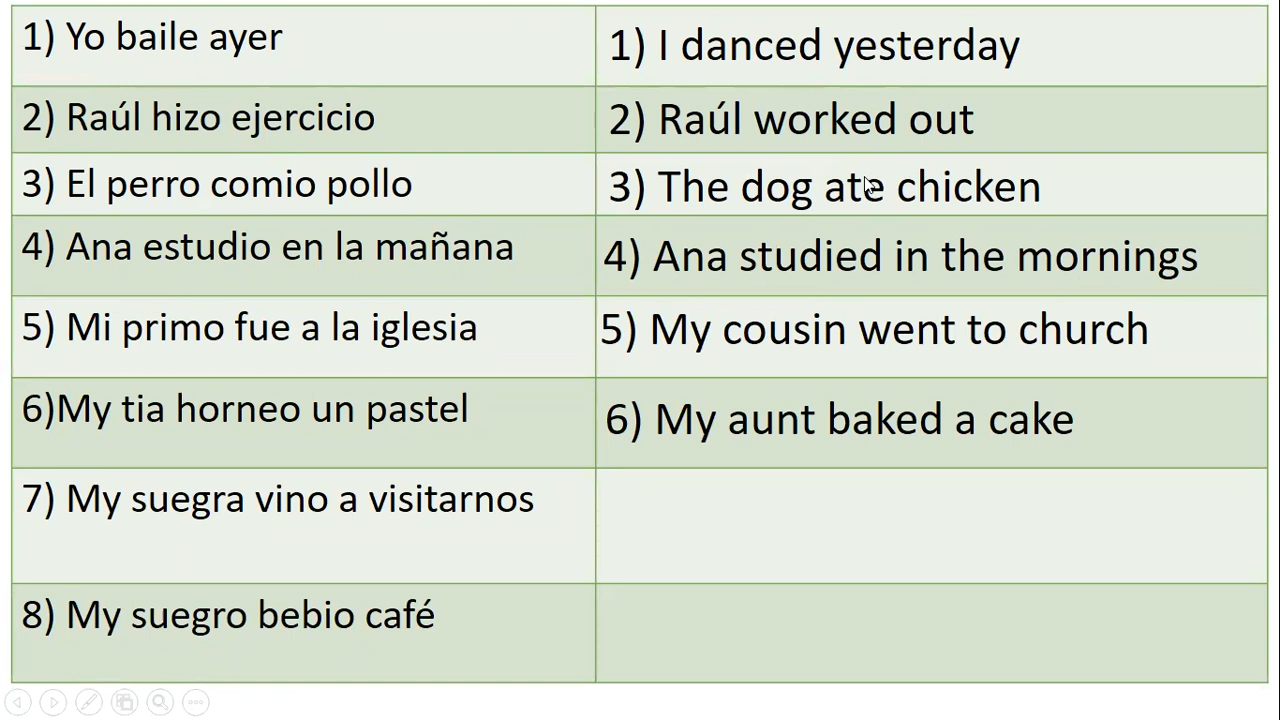 1) Yo baile ayer
1) I danced yesterday
2) Raúl hizo ejercicio
2) Raúl worked out
3) El perro comio pollo
3) The dog ate chicken
4) Ana estudio en la mañana
4) Ana studied in the mornings
5) Mi primo fue a la iglesia
5) My cousin went to church
6)My tia horneo un pastel
6) My aunt baked a cake
7) My suegra vino a visitarnos
8) My suegro bebio café